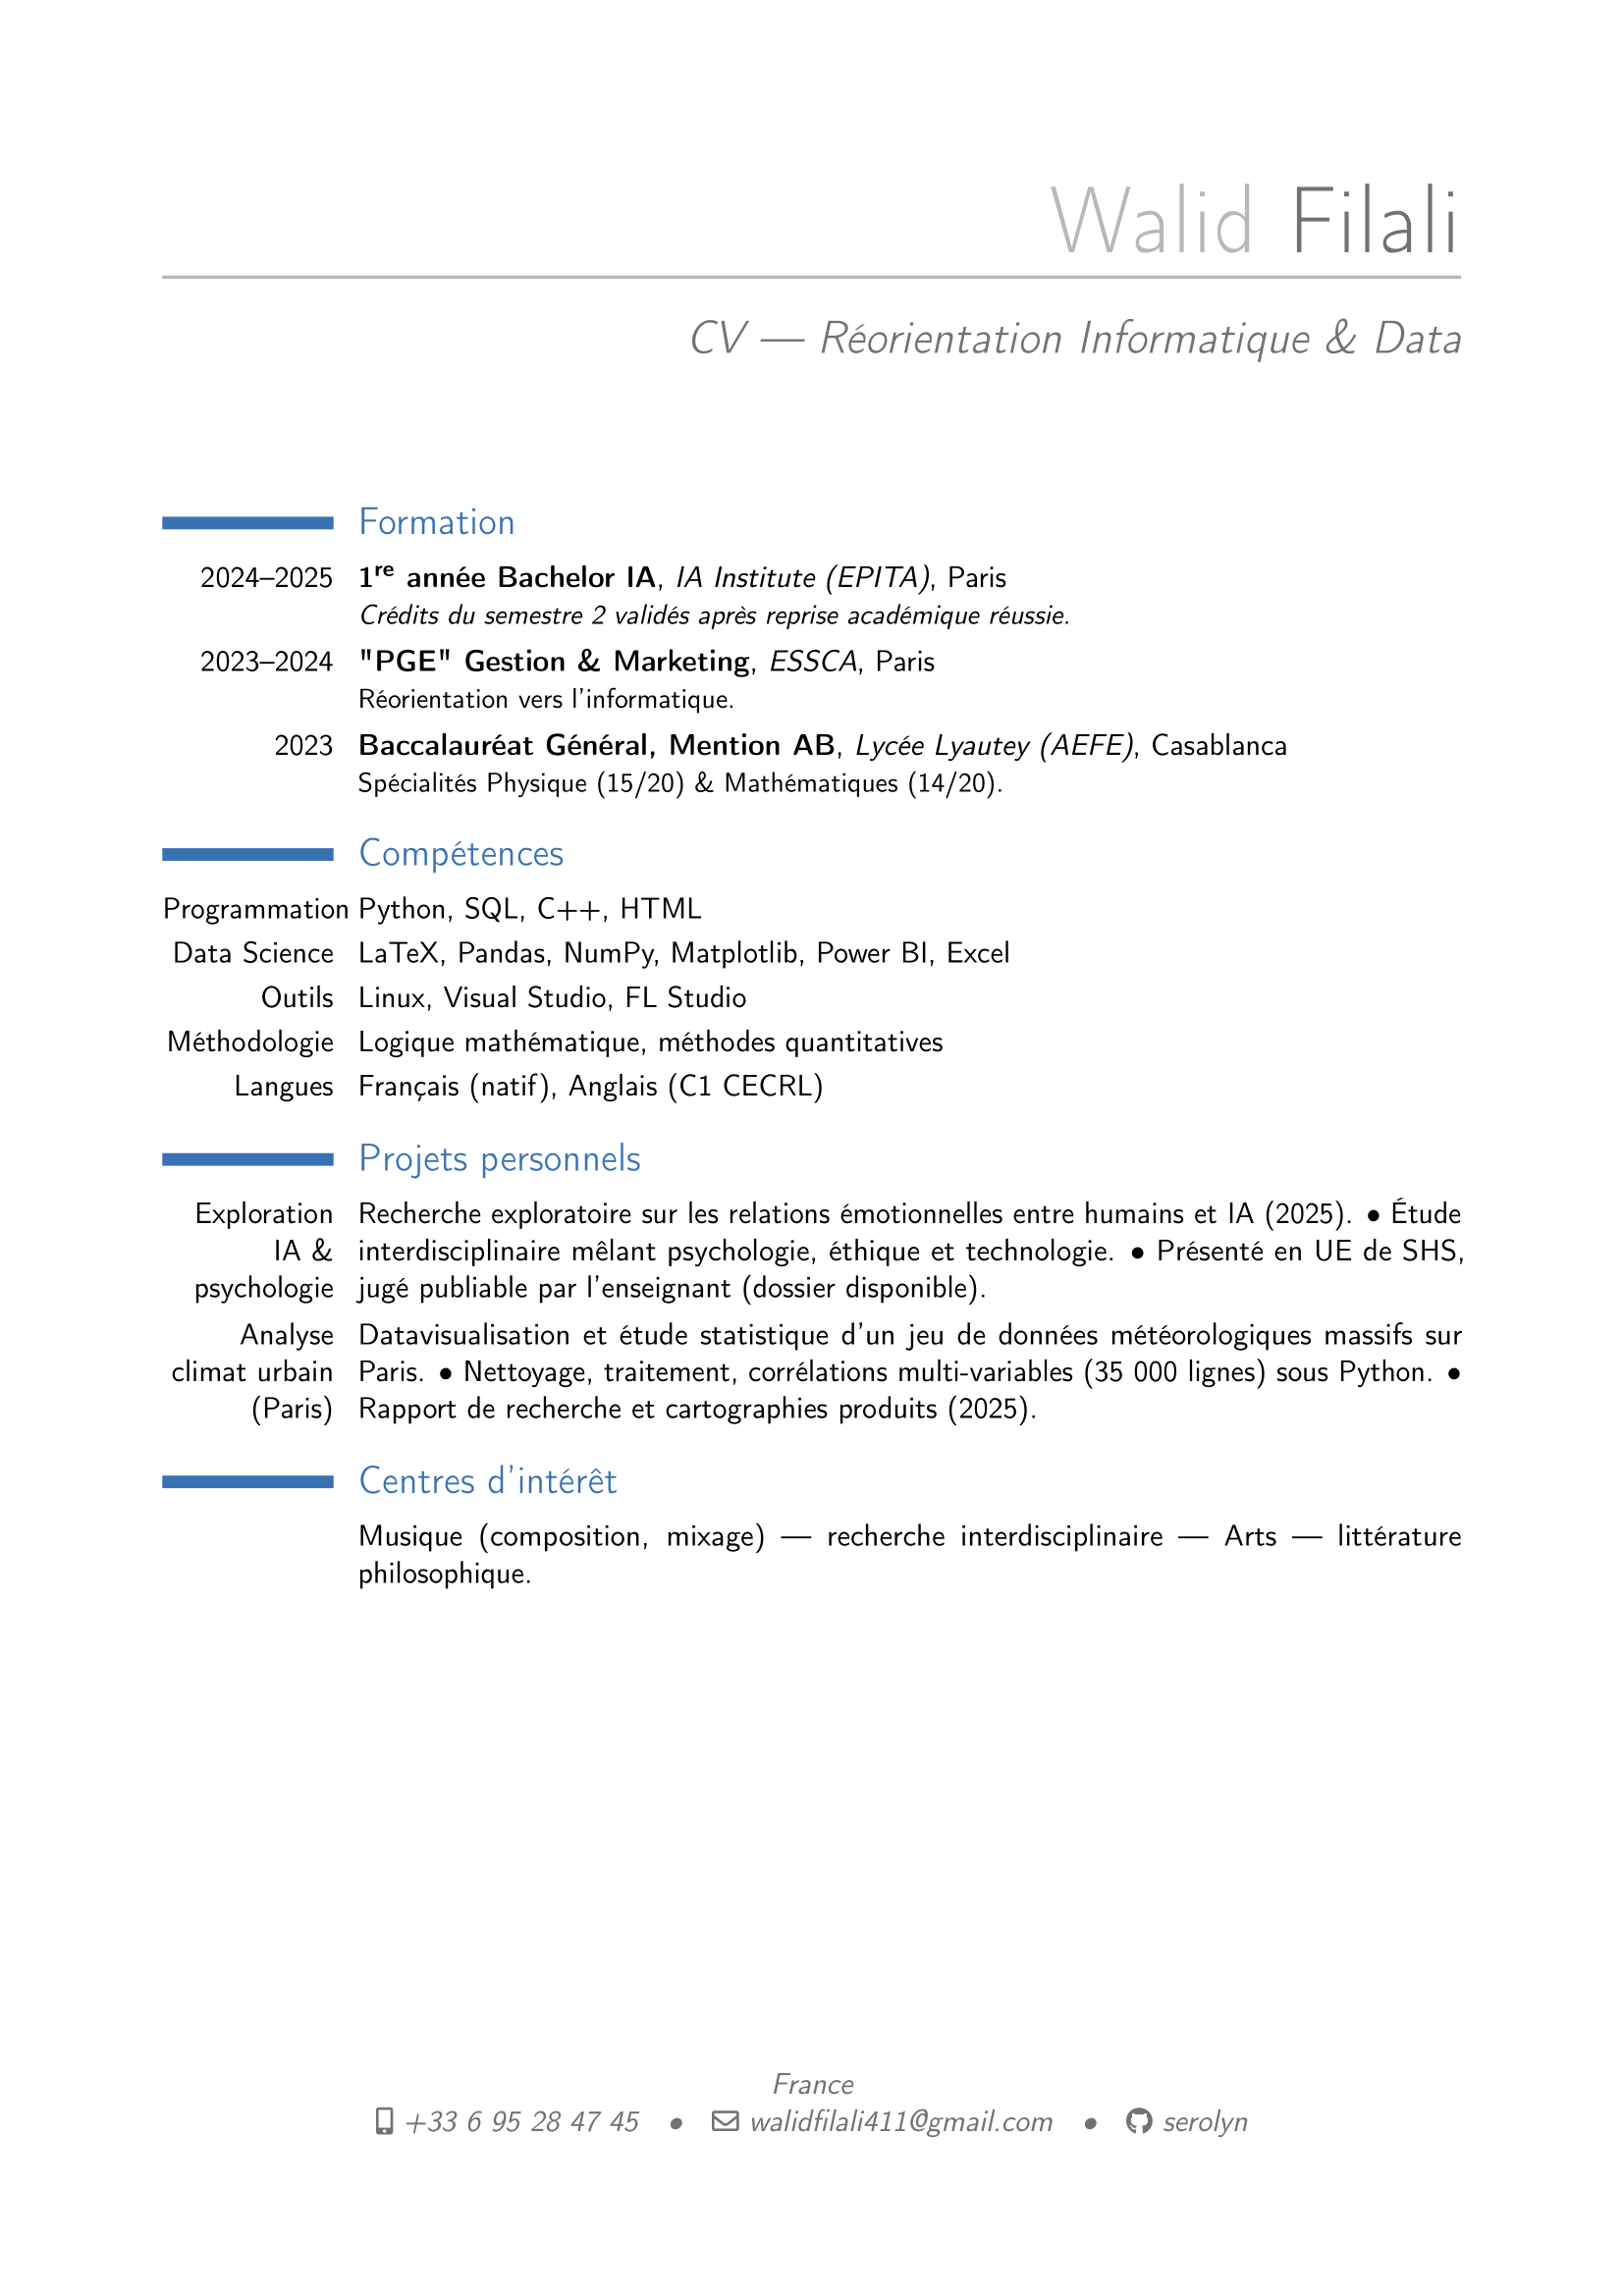 Walid Filali
CV — Réorientation Informatique & Data
Formation
2024–2025 1re année Bachelor IA, IA Institute (EPITA), Paris
Crédits du semestre 2 validés après reprise académique réussie.
2023–2024 "PGE" Gestion & Marketing, ESSCA, Paris
Réorientation vers l'informatique.
2023 Baccalauréat Général, Mention AB, Lycée Lyautey (AEFE), Casablanca
Spécialités Physique (15/20) & Mathématiques (14/20).
Compétences
Programmation Python, SQL, C++, HTML
Data Science LaTeX, Pandas, NumPy, Matplotlib, Power BI, Excel
Outils Linux, Visual Studio, FL Studio
Méthodologie Logique mathématique, méthodes quantitatives
Langues Français (natif), Anglais (C1 CECRL)
Projets personnels
Exploration Recherche exploratoire sur les relations émotionnelles entre humains et IA (2025). • Étude
IA & interdisciplinaire mêlant psychologie, éthique et technologie. • Présenté en UE de SHS,
psychologie jugé publiable par l'enseignant (dossier disponible).
Analyse Datavisualisation et étude statistique d'un jeu de données météorologiques massifs sur
climat urbain Paris. • Nettoyage, traitement, corrélations multi-variables (35 000 lignes) sous Python. •
(Paris) Rapport de recherche et cartographies produits (2025).
Centres d'intérêt
Musique (composition, mixage) — recherche interdisciplinaire — Arts — littérature
philosophique.
France
+33 6 95 28 47 45 • walidfilali411@gmail.com • serolyn